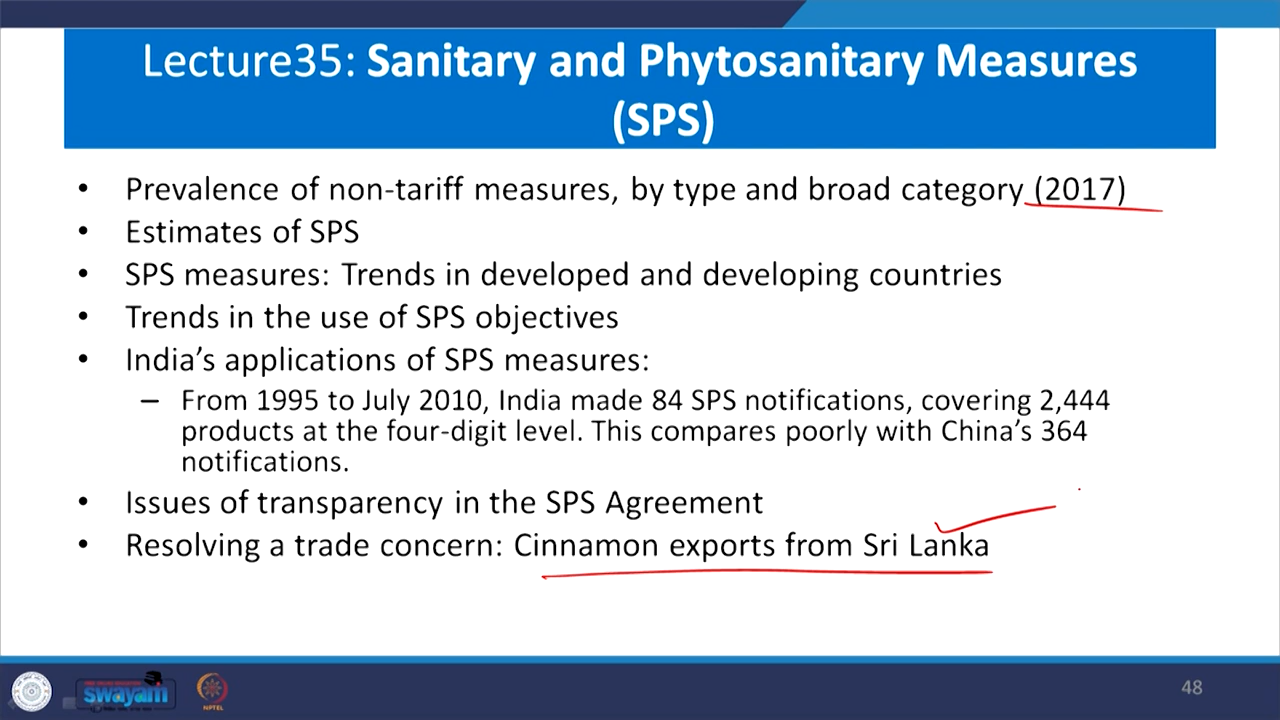 Lecture35: Sanitary and Phytosanitary Measures
(SPS)
• Prevalence of non-tariff measures, by type and broad category (2017)
• Estimates of SPS
• SPS measures: Trends in developed and developing countries
• Trends in the use of SPS objectives
• India’s applications of SPS measures:
– From 1995 to July 2010, India made 84 SPS notifications, covering 2,444
products at the four-digit level. This compares poorly with China’s 364
notifications.
• Issues of transparency in the SPS Agreement
• Resolving a trade concern: Cinnamon exports from Sri Lanka
swayam
NPTEL
48